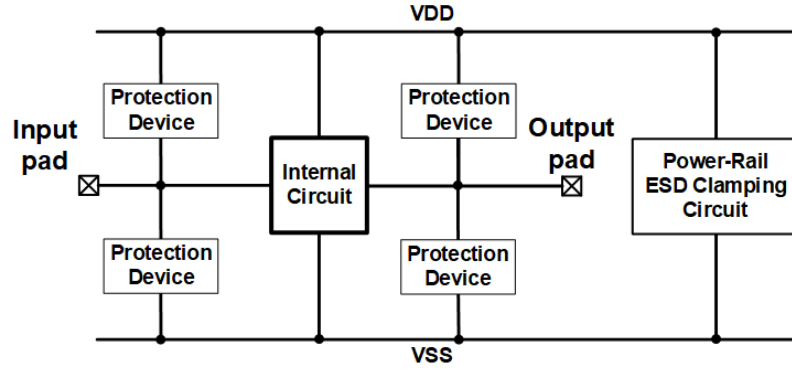 VDD
Protection
Device
Protection
Device
Input
pad
Output
pad
Internal
Circuit
Power-Rail
ESD Clamping
Circuit
Protection
Device
Protection
Device
VSS